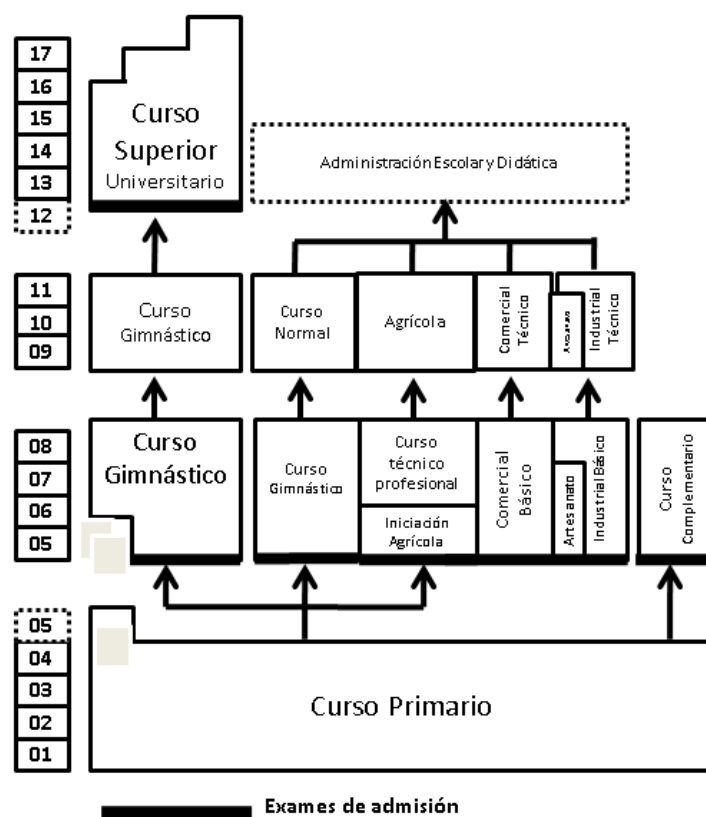 17
16
15
14
13
12
Curso
Superior
Universitario
Administración Escolar y Didática
11
10
09
Curso
Gimnástico
Curso
Normal
Agrícola
Comercial
Técnico
Industrial
Técnico
08
07
06
05
Curso
Gimnástico
Curso
Gimnástico
Curso
técnico
profesional
Iniciación
Agrícola
Comercial
Básico
Artesanato
Industrial Básico
Curso
Complementario
05
04
03
02
01
Curso Primario
Exames de admisión